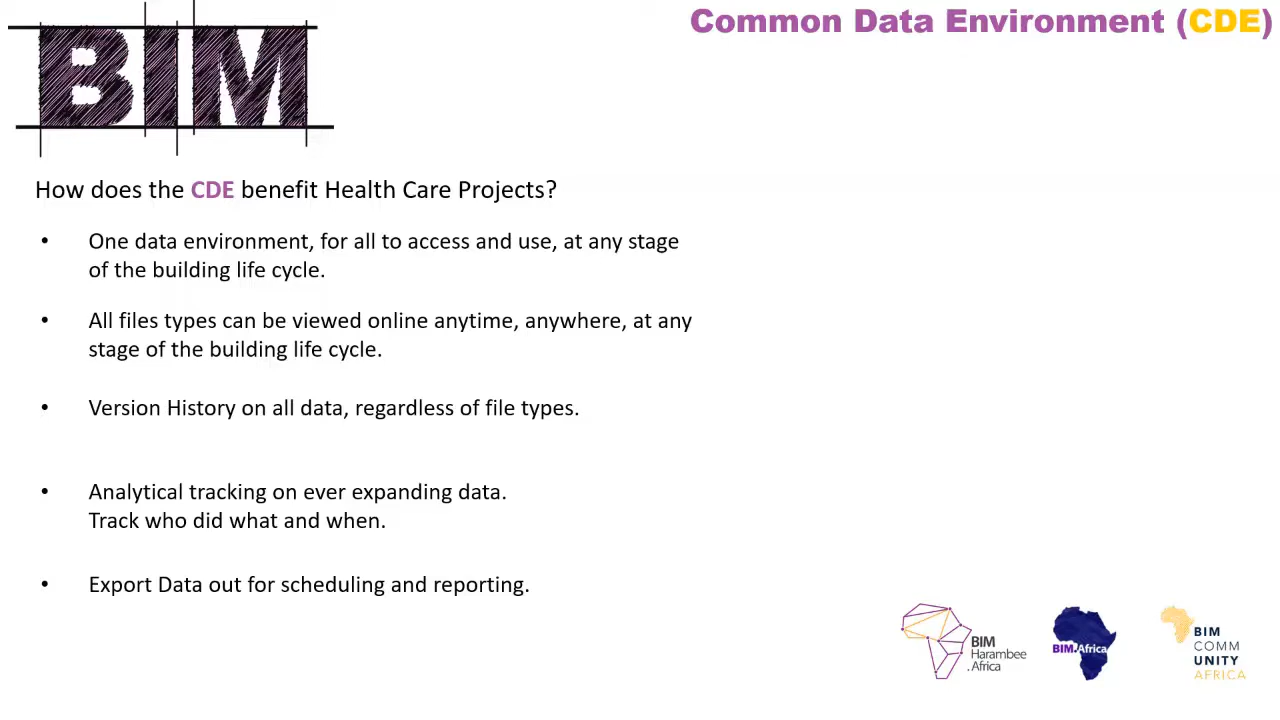 BIM
Common Data Environment (CDE)
How does the CDE benefit Health Care Projects?
• One data environment, for all to access and use, at any stage
of the building life cycle.
• All files types can be viewed online anytime, anywhere, at any
stage of the building life cycle.
• Version History on all data, regardless of file types.
• Analytical tracking on ever expanding data.
Track who did what and when.
• Export Data out for scheduling and reporting.
BIM
Harambee
.Africa
BIM.Africa
BIM
COMM
UNITY
AFRICA